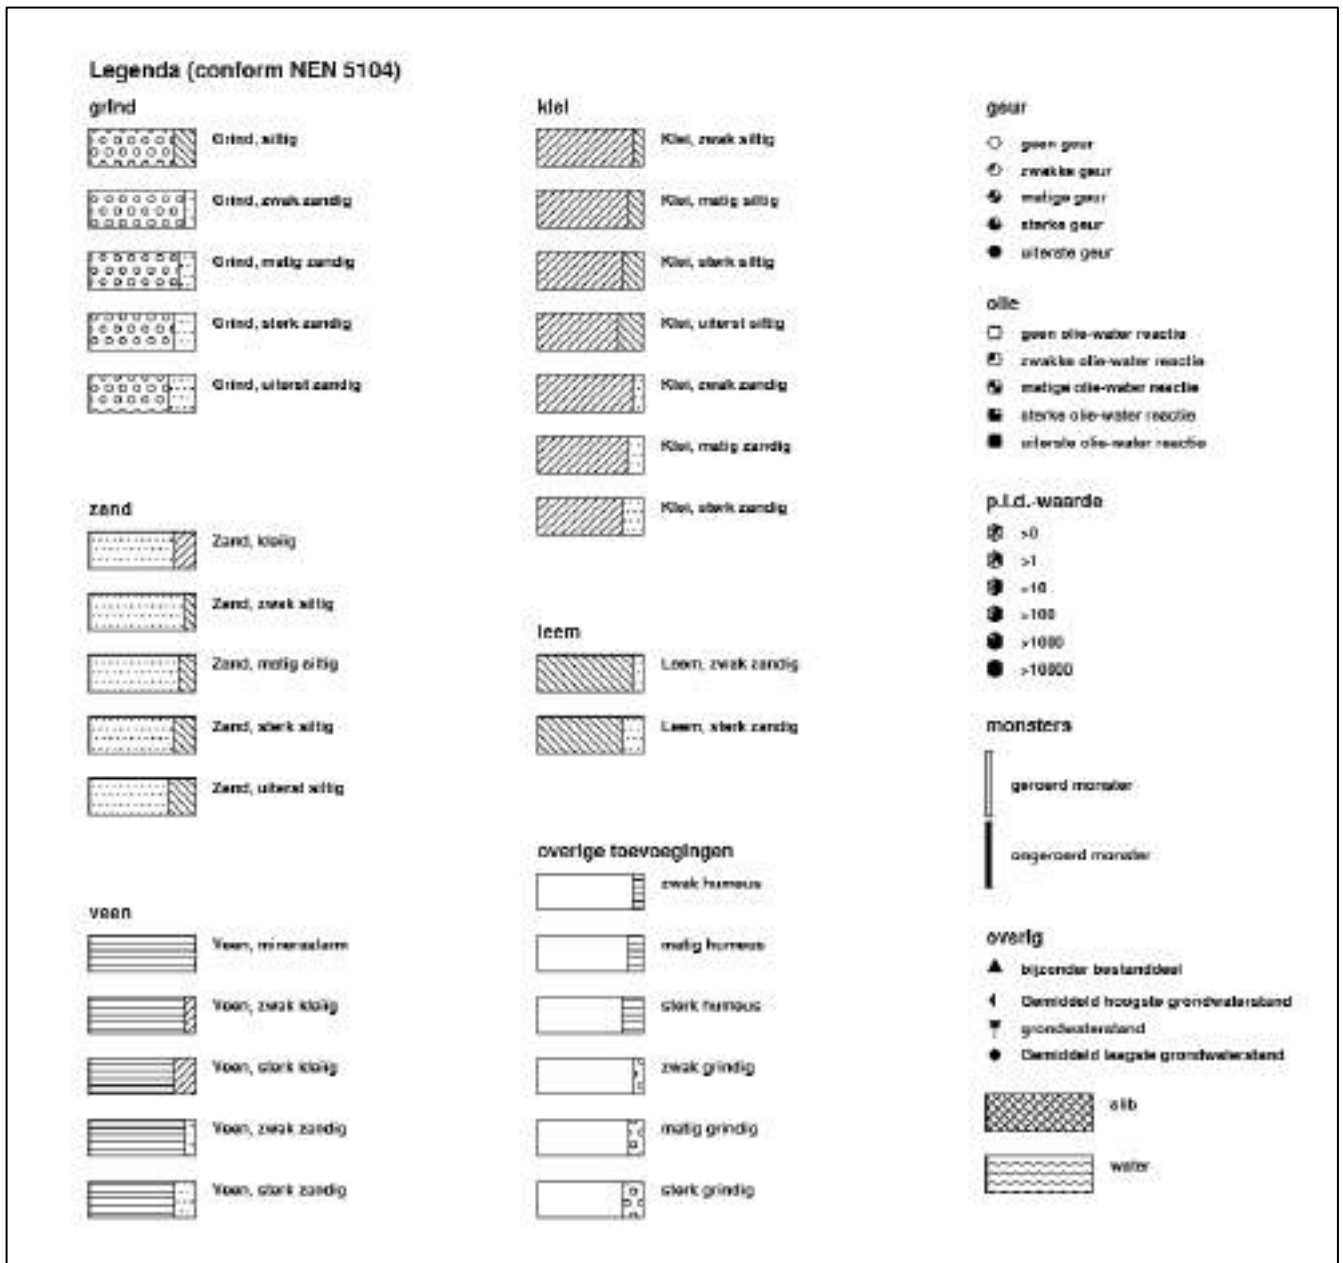 Legenda (conform NEN 5104)
grind
Grind, siltig
Grind, zwak zandig
Grind, matig zandig
Grind, sterk zandig
Grind, uiterst zandig
zand
Zand, kleiïg
Zand, zwak siltig
Zand, matig siltig
Zand, sterk siltig
Zand, uiterst siltig
veen
Veen, mineraalarm
Veen, zwak kleiïg
Veen, sterk kleiïg
Veen, zwak zandig
Veen, sterk zandig
klei
Klei, zwak siltig
Klei, matig siltig
Klei, sterk siltig
Klei, uiterst siltig
Klei, zwak zandig
Klei, matig zandig
Klei, sterk zandig
leem
Leem, zwak zandig
Leem, sterk zandig
overige toevoegingen
zwak humeus
matig humeus
sterk humeus
zwak grindig
matig grindig
sterk grindig
geur
geen geur
zwakke geur
matige geur
sterke geur
uiterste geur
olie
geen olie-water reactie
zwakke olie-water reactie
matige olie-water reactie
sterke olie-water reactie
uiterste olie-water reactie
p.i.d.-waarde
>0
>1
>10
>100
>1000
>10000
monsters
geroerd monster
ongeroerd monster
overig
bijzonder bestanddeel
Gemiddeld hoogste grondwaterstand
grondwaterstand
Gemiddeld laagste grondwaterstand
slib
water